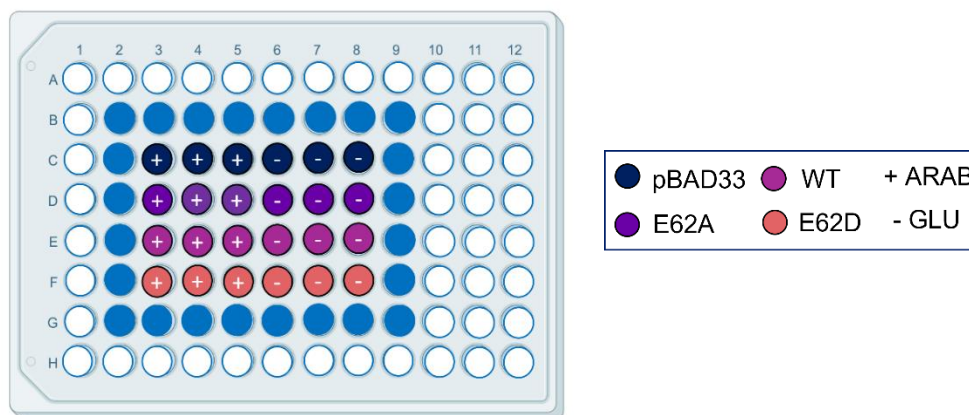 1 2 3 4 5 6 7 8 9 10 11 12
A
B
C + + + - - -
D + + + - - -
E + + + - - -
F + + + - - -
G
H
pBAD33 WT + ARAB
E62A E62D - GLU